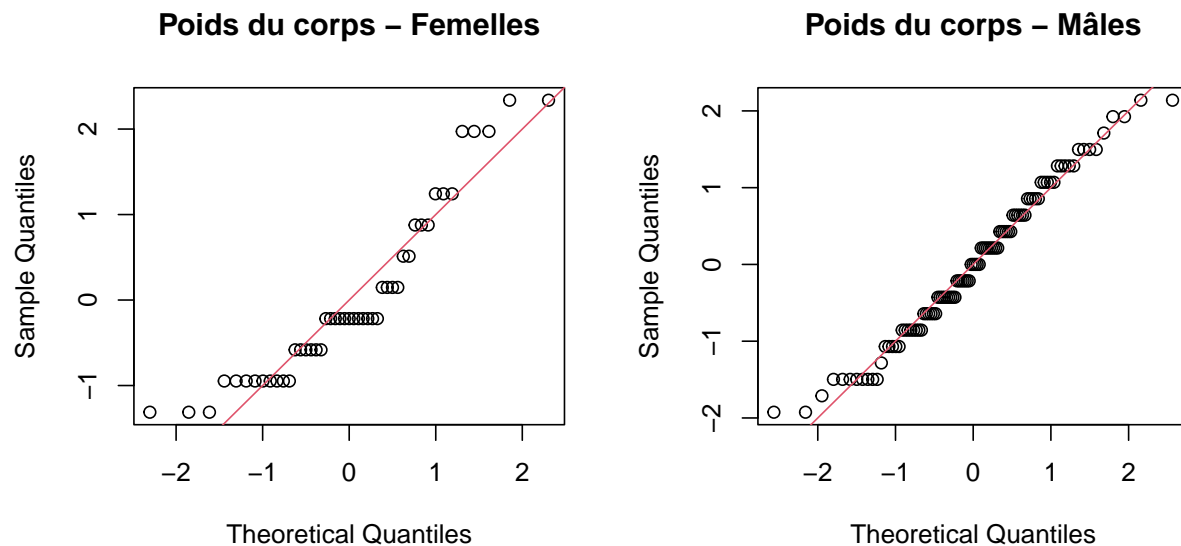 Poids du corps – Femelles
2
1
0
−1
Sample Quantiles
−2 −1 0 1 2
Theoretical Quantiles
Poids du corps – Mâles
2
1
0
−1
−2
Sample Quantiles
−2 −1 0 1 2
Theoretical Quantiles